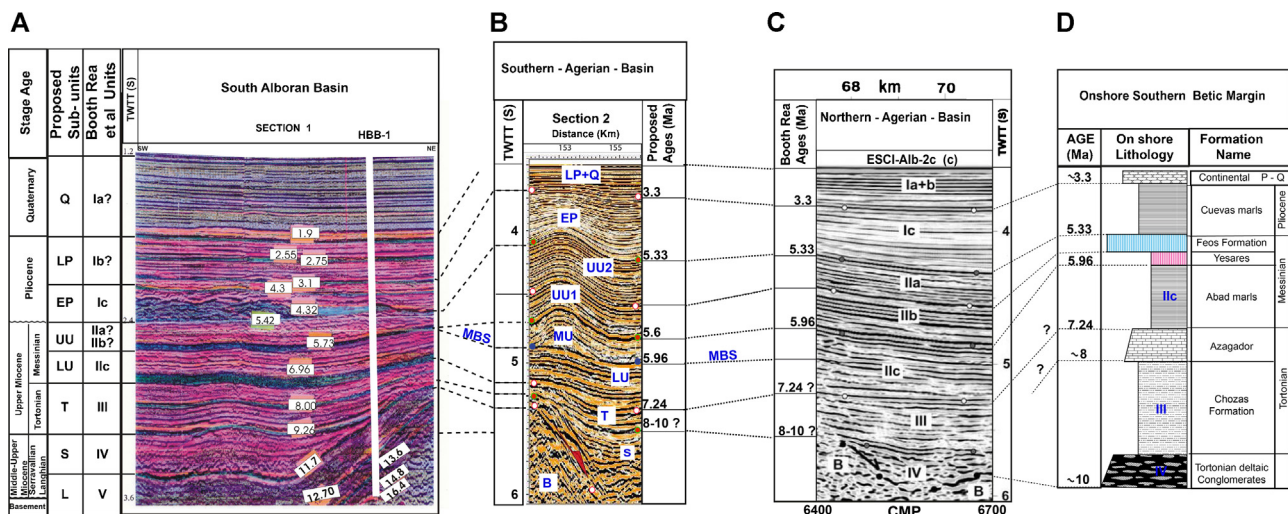 A
B
C
D
Stage Age
Proposed
Sub- units
Booth Rea
et al Units
TWTT (S)
South Alboran Basin
SECTION 1
HBB-1
SW
NE
1.2
2.4
3.6
Quaternary
Pliocene
Upper Miocene
Messinian
Tortonian
Middle-Upper
Miocene
Serravalian
Langhian
Basement
Q
LP
EP
UU
LU
T
S
L
Ia?
Ib?
Ic
IIa?
IIb?
IIc
III
IV
V
1.9
2.55
2.75
3.1
4.3
4.32
5.42
5.73
6.96
8.00
9.26
11.7
12.70
13.6
14.8
16.4
MBS
Southern - Agerian - Basin
TWTT (S)
Section 2
Distance (Km)
153
155
Proposed
Ages (Ma)
4
5
6
LP+Q
EP
UU2
UU1
MU
LU
T
S
B
3.3
5.33
5.6
5.96
7.24
8-10 ?
MBS
68
km
70
Booth Rea
Ages (Ma)
Northern - Agerian - Basin
ESCI-Alb-2c (c)
TWTT (S)
3.3
5.33
5.96
7.24 ?
8-10 ?
Ia+b
Ic
IIa
IIb
IIc
III
IV
B
B
4
5
6
6400
CMP
6700
?
?
Onshore Southern Betic Margin
AGE
(Ma)
On shore
Lithology
Formation
Name
~3.3
5.33
5.96
7.24
~8
~10
IIc
III
IV
Continental P - Q
Cuevas marls
Feos Formation
Yesares
Abad marls
Azagador
Chozas
Formation
Tortonian deltaic
Conglomerates
Pliocene
Messinian
Tortonian